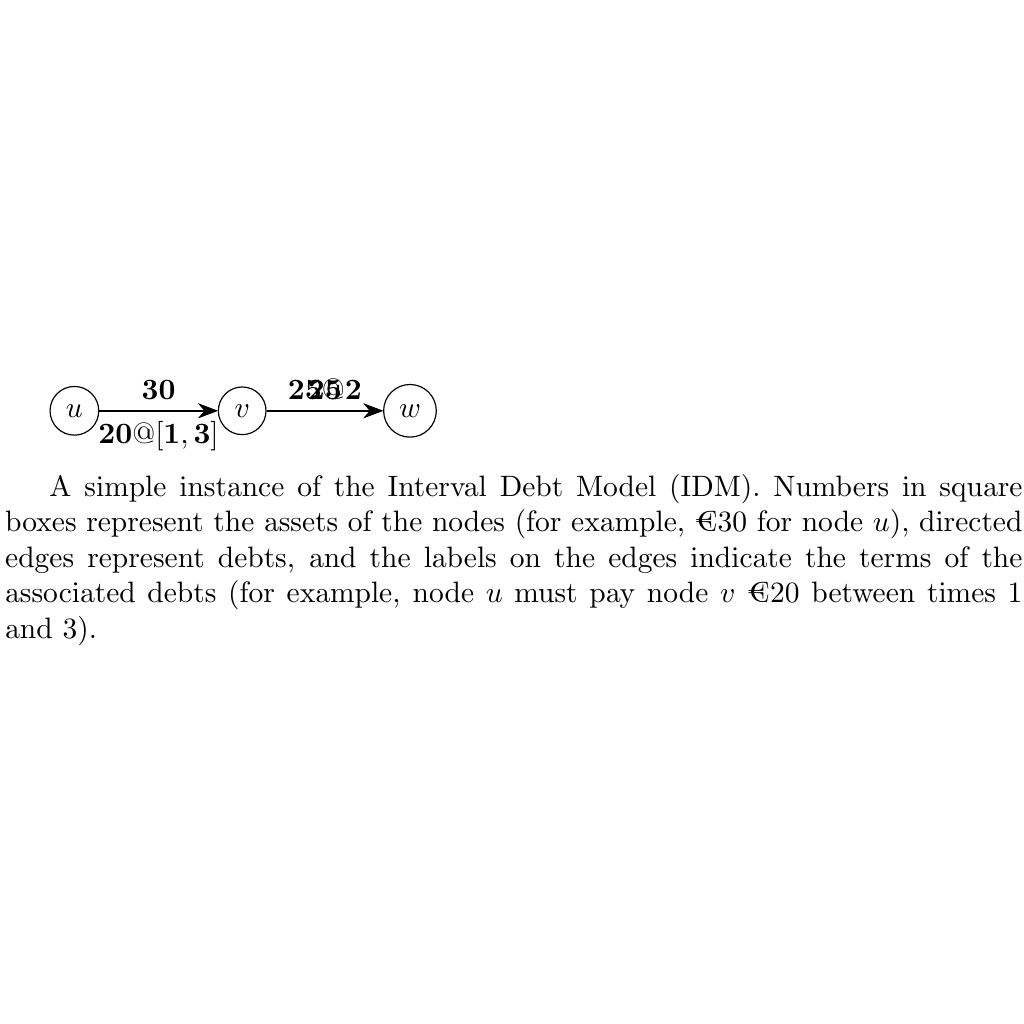 30
u
v
w
20@[1, 3]
A simple instance of the Interval Debt Model (IDM). Numbers in square
boxes represent the assets of the nodes (for example, €30 for node u), directed
edges represent debts, and the labels on the edges indicate the terms of the
associated debts (for example, node u must pay node v €20 between times 1
and 3).